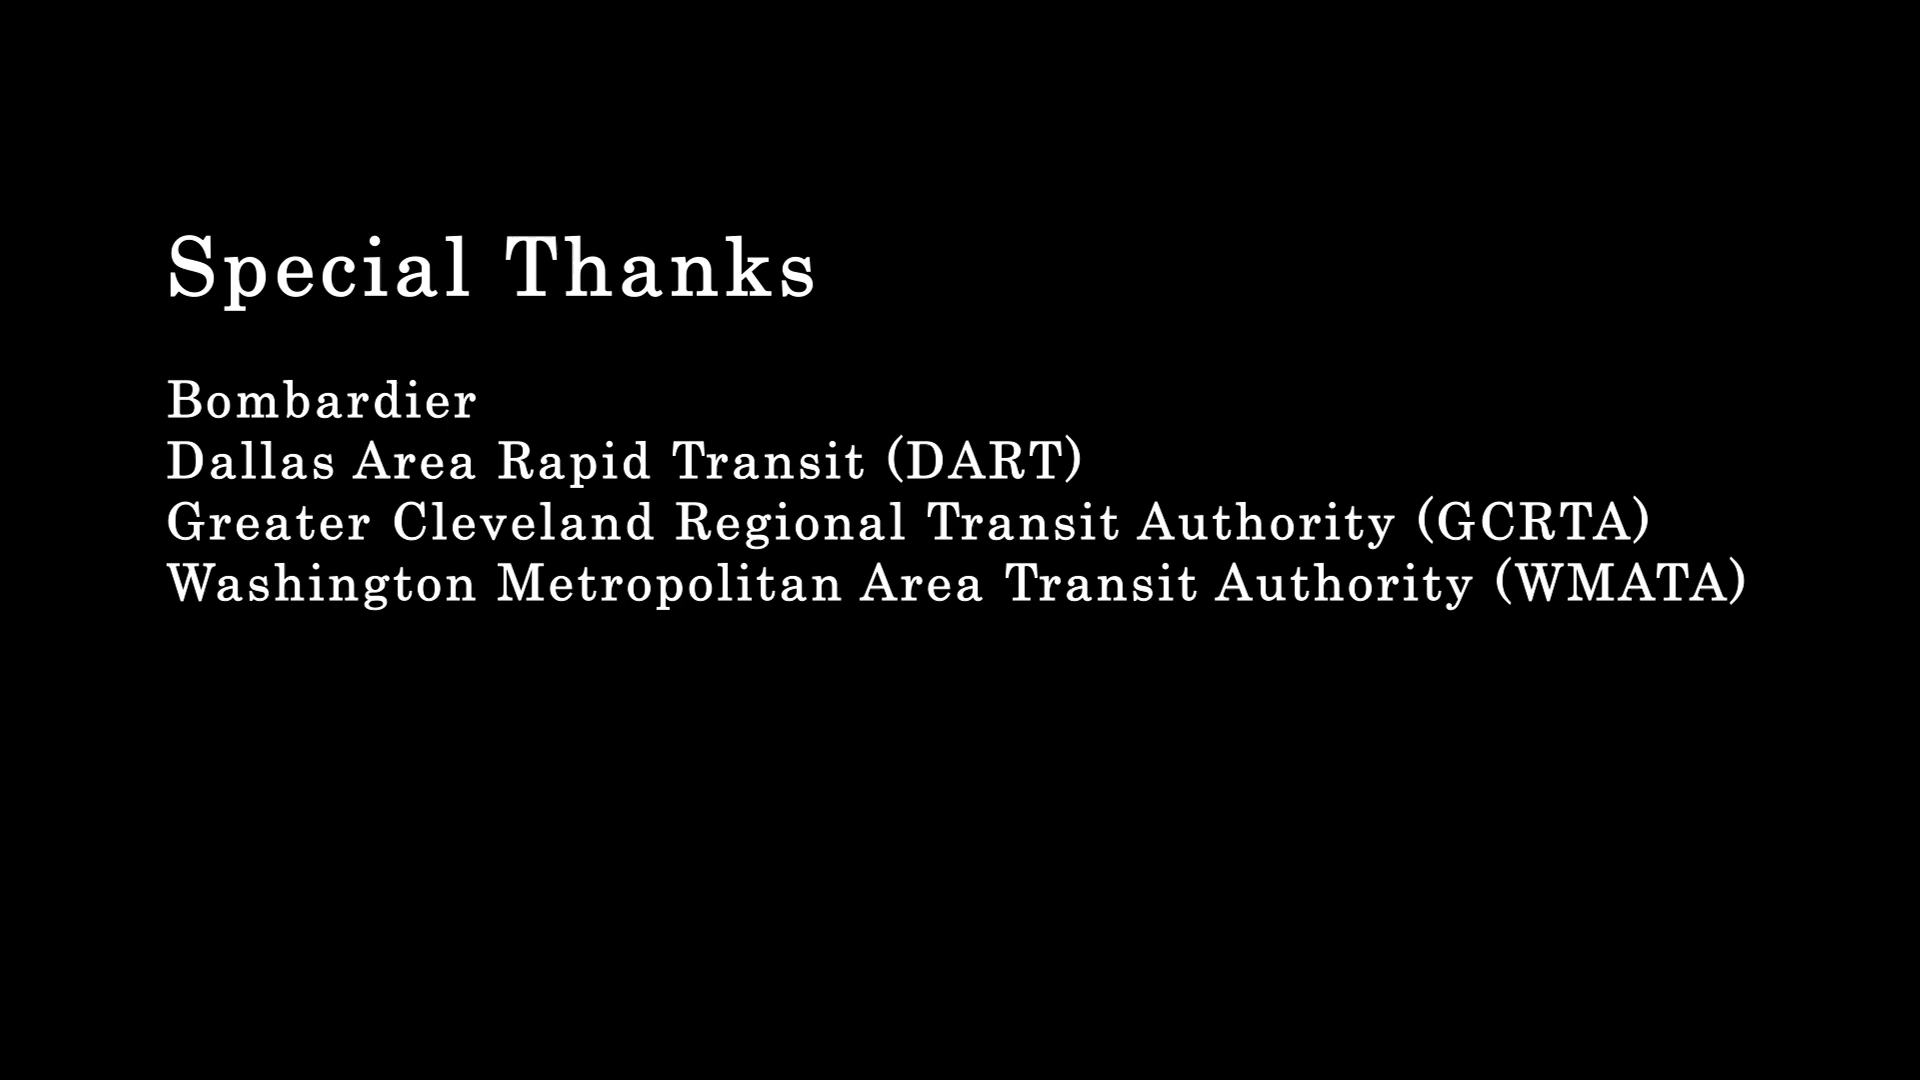 Special Thanks
Bombardier
Dallas Area Rapid Transit (DART)
Greater Cleveland Regional Transit Authority (GCRTA)
Washington Metropolitan Area Transit Authority (WMATA)